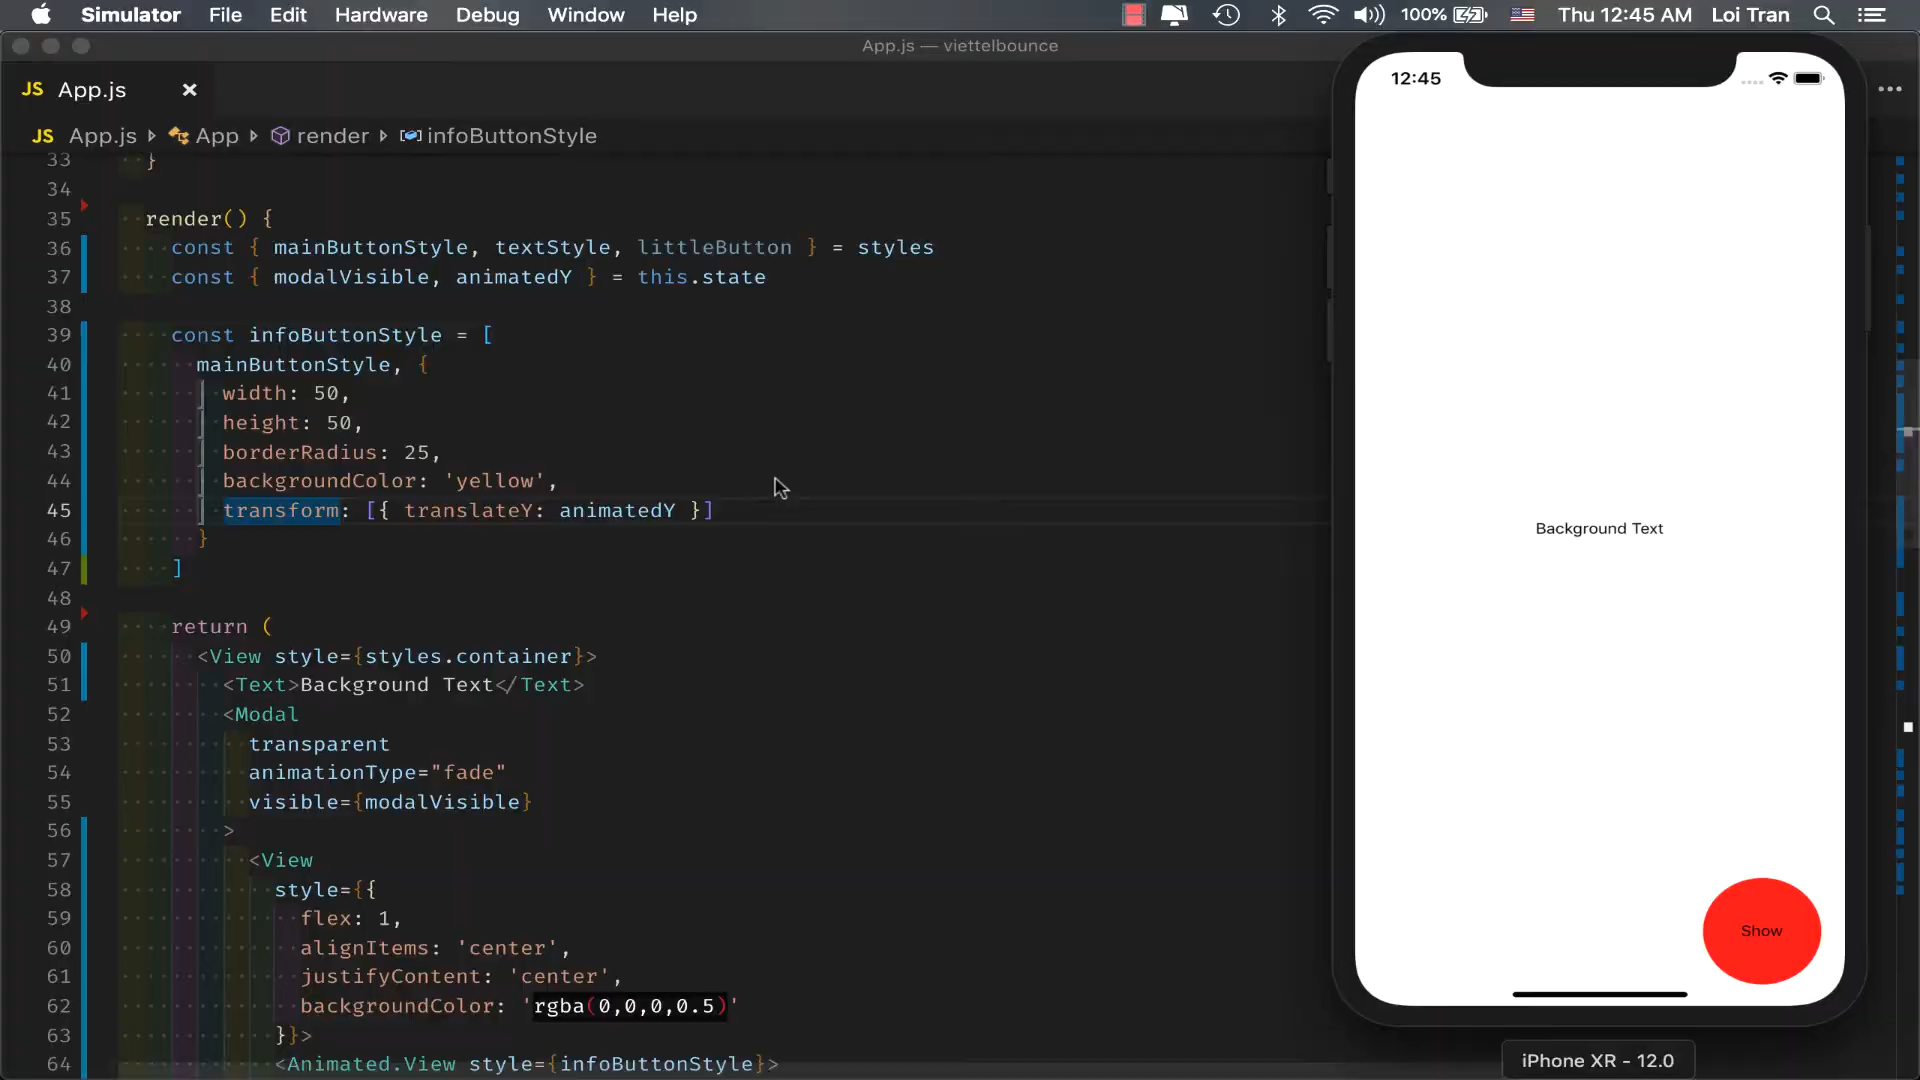 Simulator File Edit Hardware Debug Window Help 100% Thu 12:45 AM Loi Tran
App.js — viettelbounce
JS App.js
JS App.js App render infoButtonStyle
33 }
34
35 render() {
36 const { mainButtonStyle, textStyle, littleButton } = styles
37 const { modalVisible, animatedY } = this.state
38
39 const infoButtonStyle = [
40 mainButtonStyle, {
41 width: 50,
42 height: 50,
43 borderRadius: 25,
44 backgroundColor: 'yellow',
45 transform: [{ translateY: animatedY }]
46 }
47 ]
48
49 return (
50 <View style={styles.container}>
51 <Text>Background Text</Text>
52 <Modal
53 transparent
54 animationType="fade"
55 visible={modalVisible}
56 >
57 <View
58 style={{
59 flex: 1,
60 alignItems: 'center',
61 justifyContent: 'center',
62 backgroundColor: 'rgba(0,0,0,0.5)'
63 }}>
64 <Animated.View style={infoButtonStyle}>
12:45
Background Text
Show
iPhone XR - 12.0